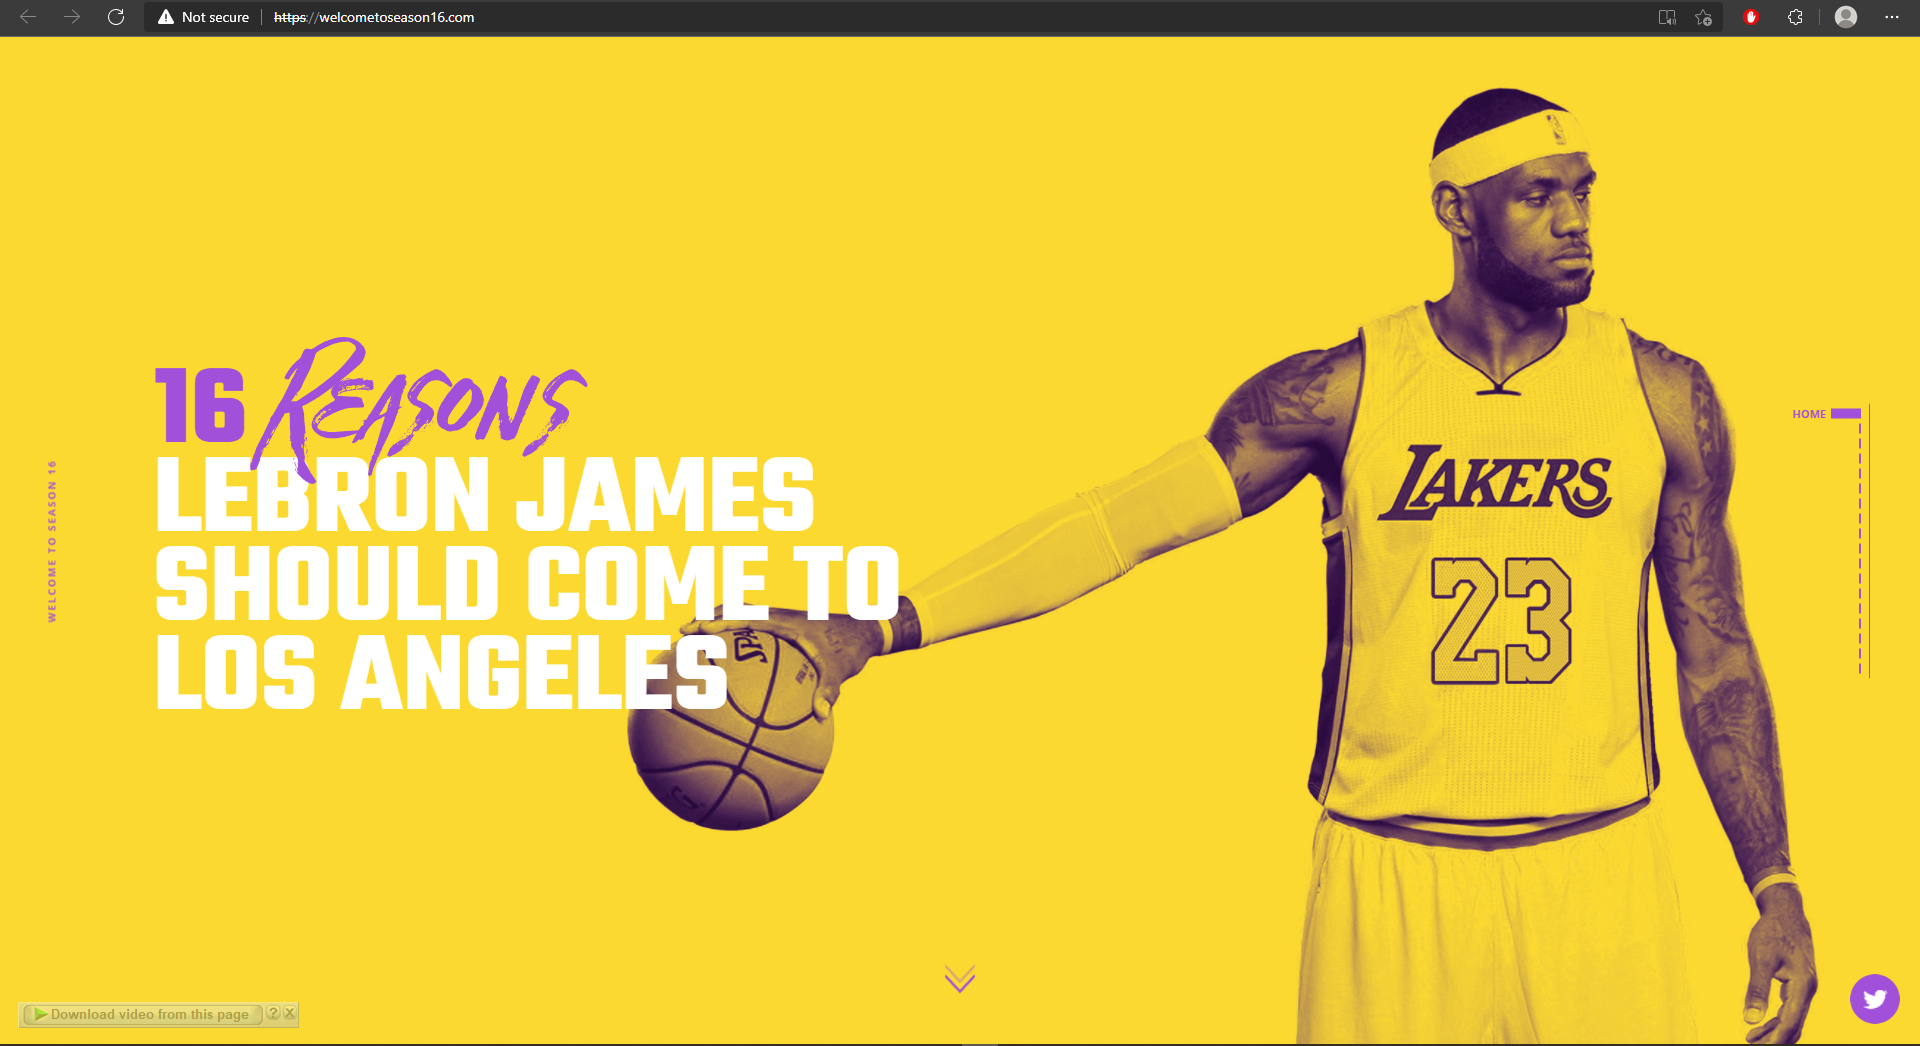 Not secure
https://welcometoseason16.com
16 REASONS
LEBRON JAMES
SHOULD COME TO
LOS ANGELES
WELCOME TO SEASON 16
LAKERS
23
HOME
Download video from this page
?
X